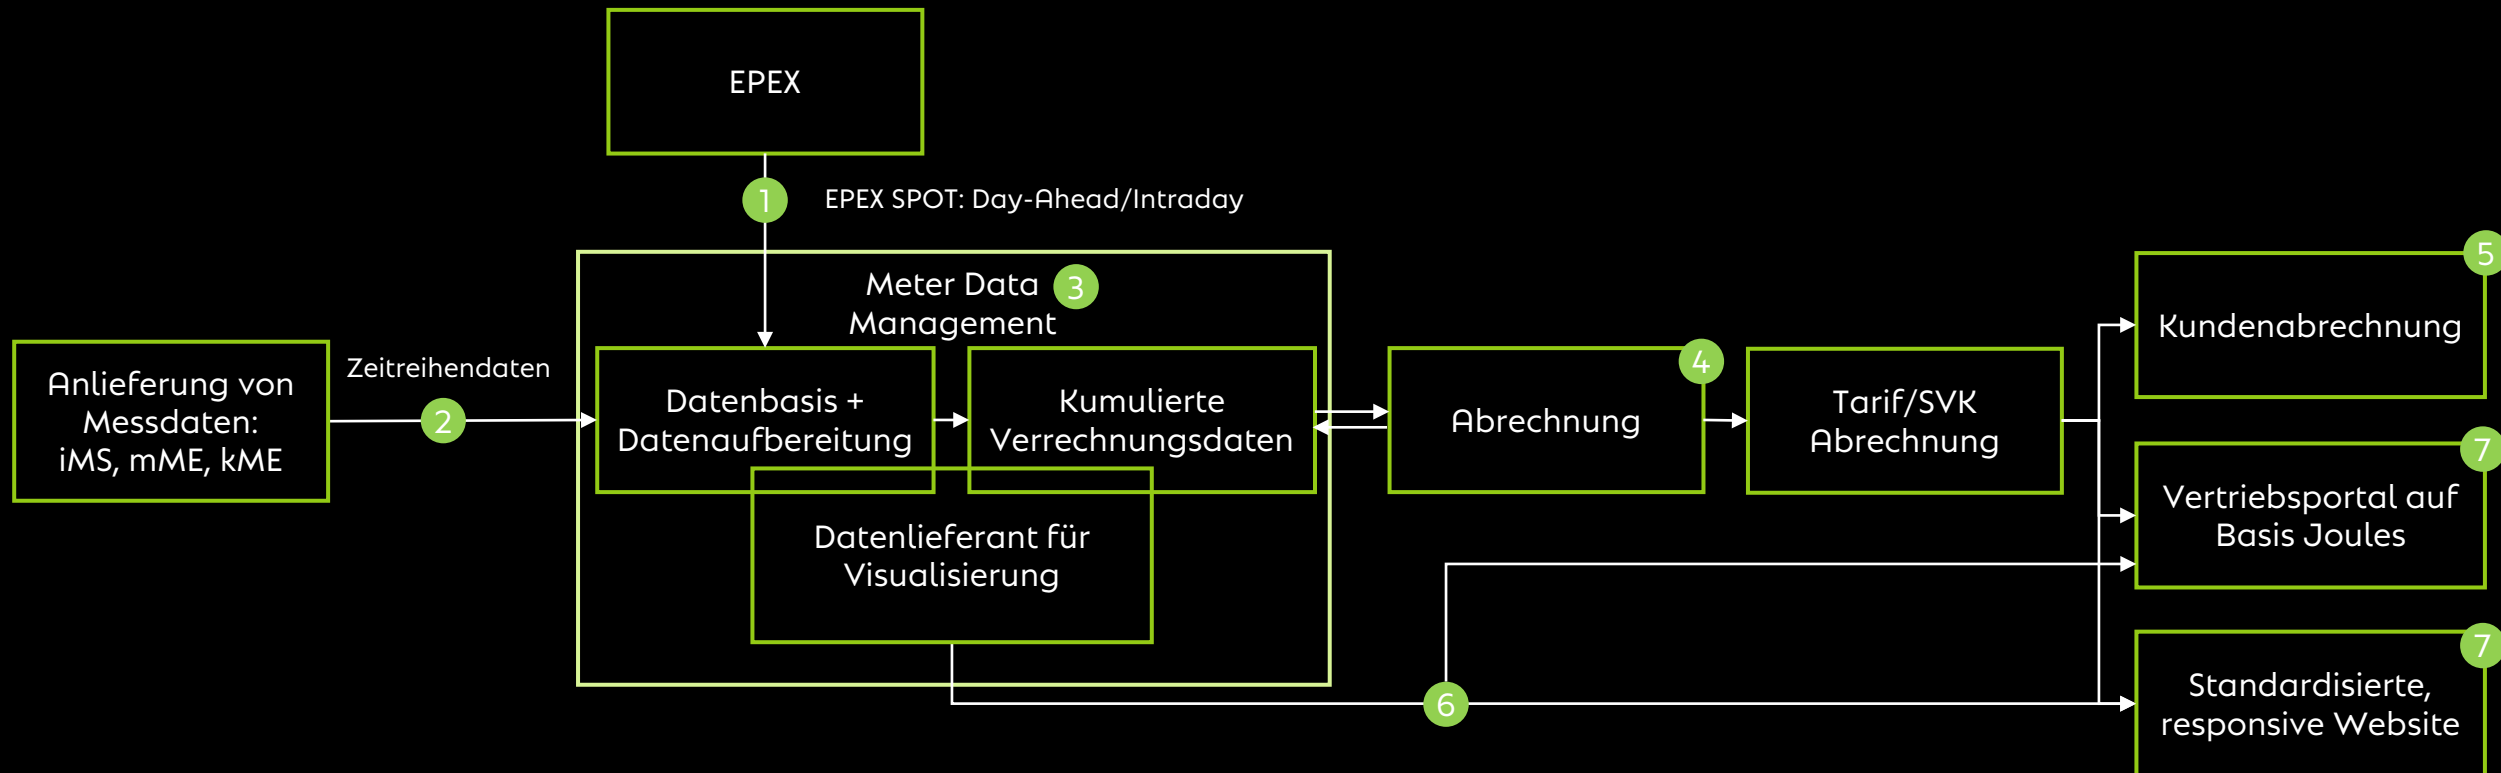 EPEX
1
EPEX SPOT: Day-Ahead/Intraday
Meter Data
3
Management
Anlieferung von
Messdaten:
iMS, mME, kME
Zeitreihendaten
2
Datenbasis +
Datenaufbereitung
Kumulierte
Verrechnungsdaten
Datenlieferant für
Visualisierung
4
Abrechnung
Tarif/SVK
Abrechnung
5
Kundenabrechnung
7
Vertriebsportal auf
Basis Joules
6
7
Standardisierte,
responsive Website